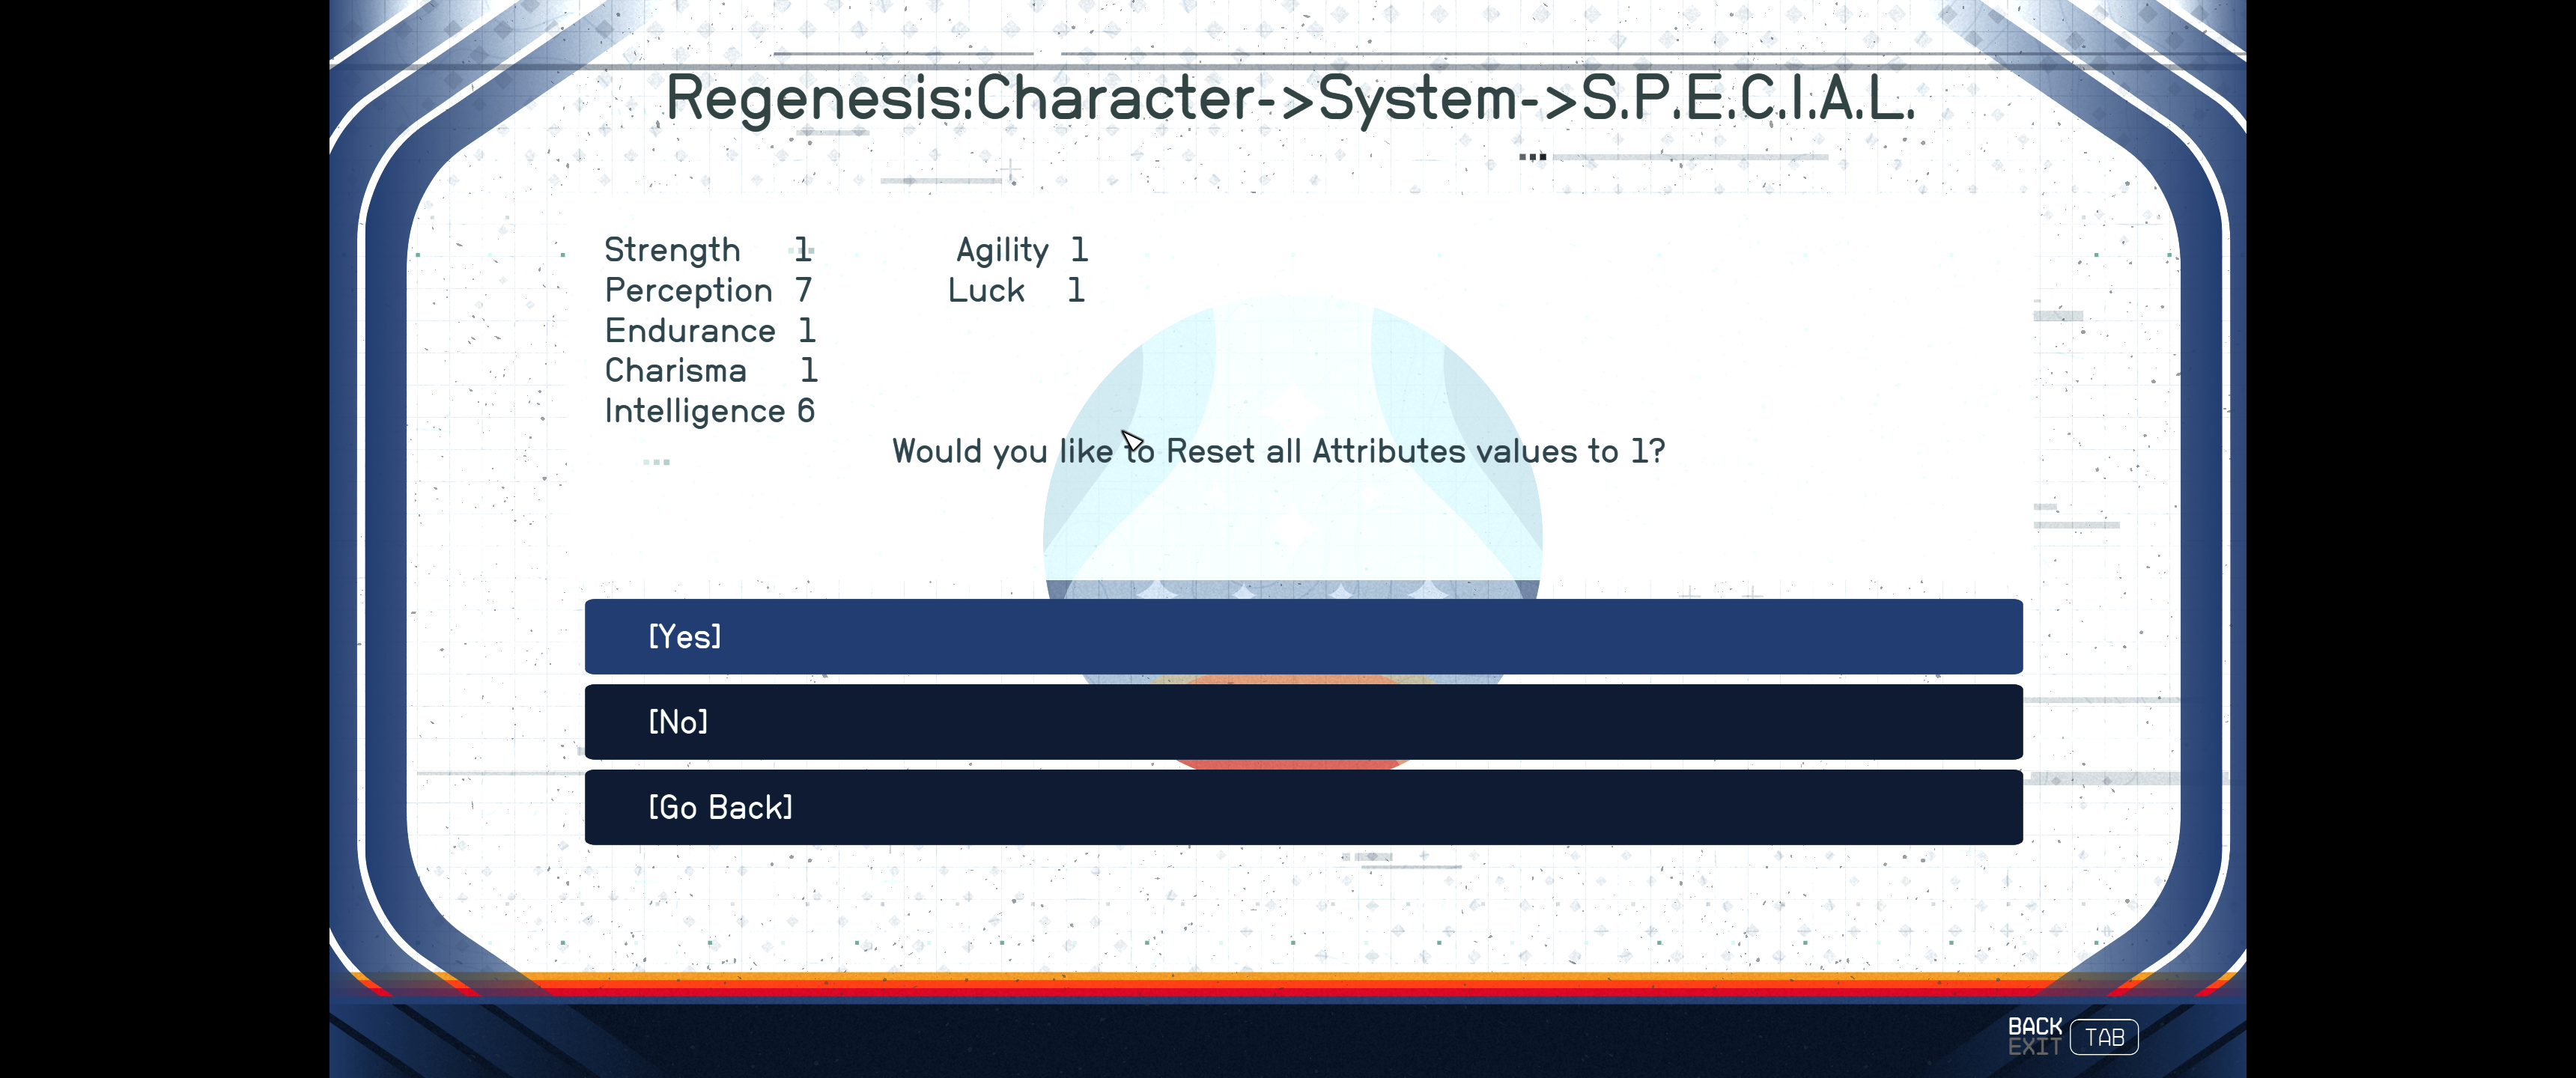 Regenesis:Character->System->S.P.E.C.I.A.L.
Strength 1 Agility 1
Perception 7 Luck 1
Endurance 1
Charisma 1
Intelligence 6
Would you like to Reset all Attributes values to 1?
[Yes]
[No]
[Go Back]
BACK
EXIT
TAB